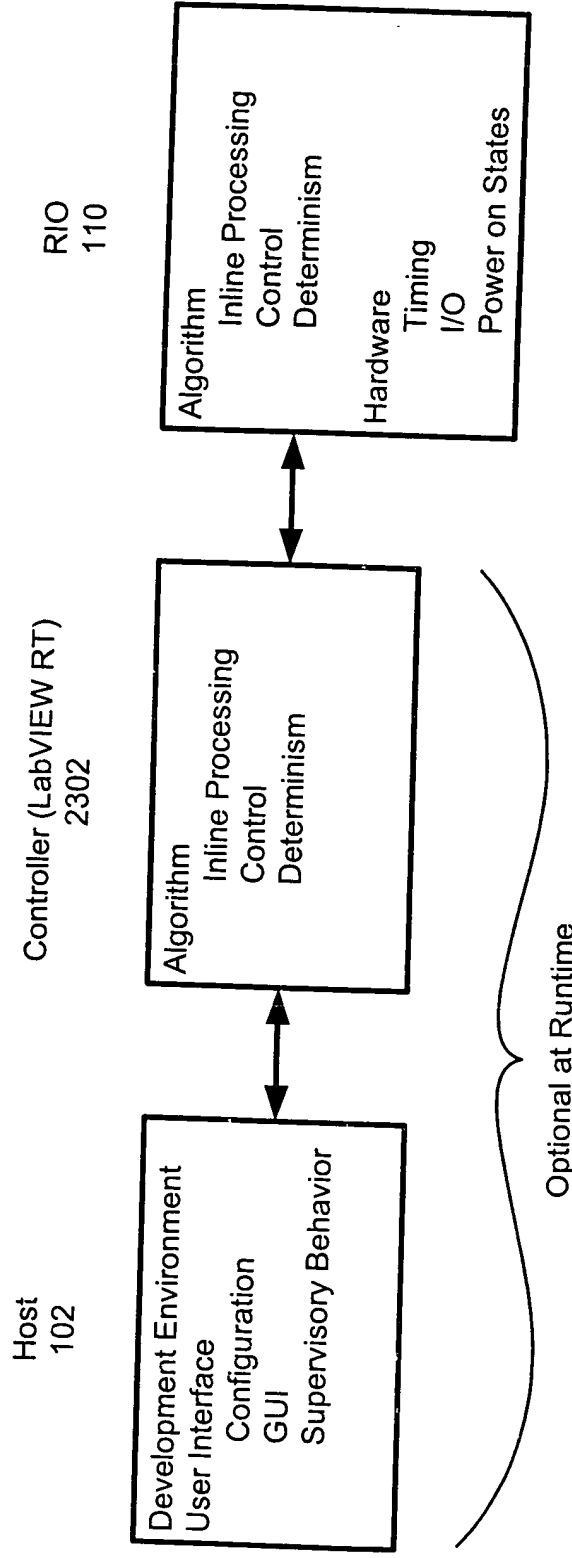 Host
102
Development Environment
User Interface
Configuration
GUI
Supervisory Behavior
Controller (LabVIEW RT)
2302
Algorithm
Inline Processing
Control
Determinism
RIO
110
Algorithm
Inline Processing
Control
Determinism
Hardware
Timing
I/O
Power on States
Optional at Runtime